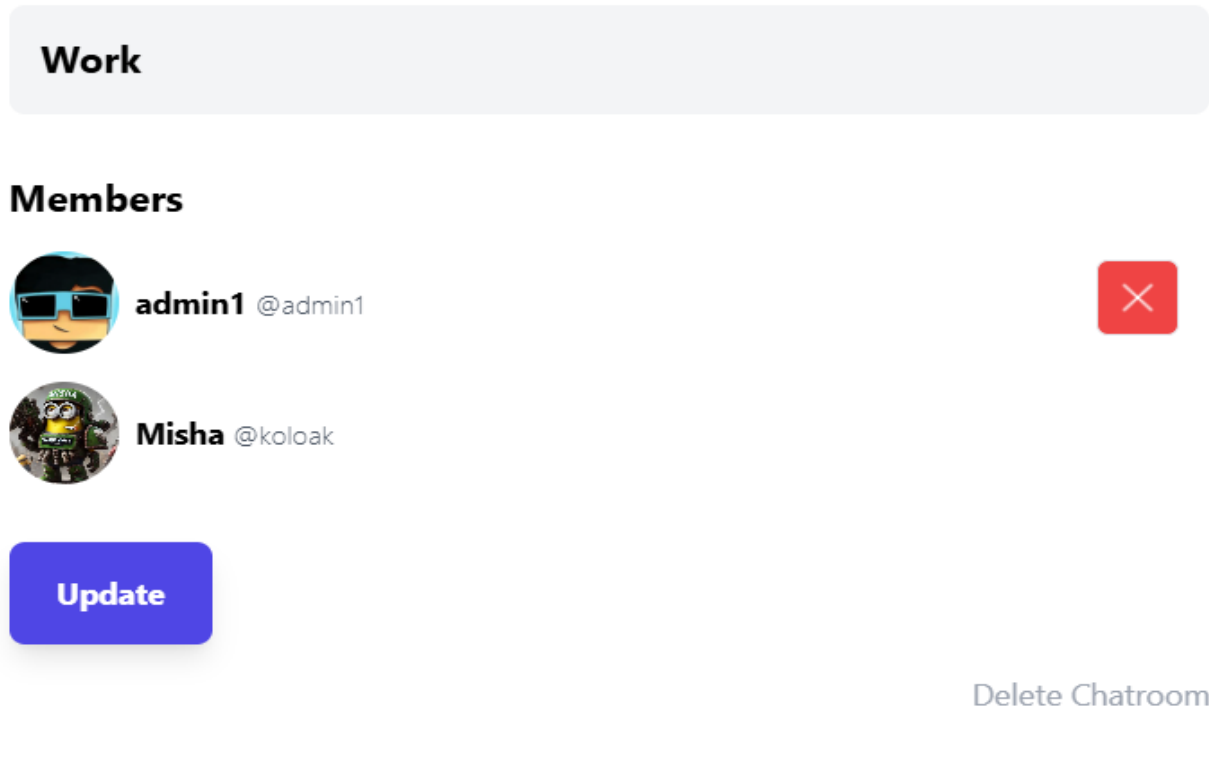 Work
Members
admin1 @admin1
Misha @koloak
Update
Delete Chatroom